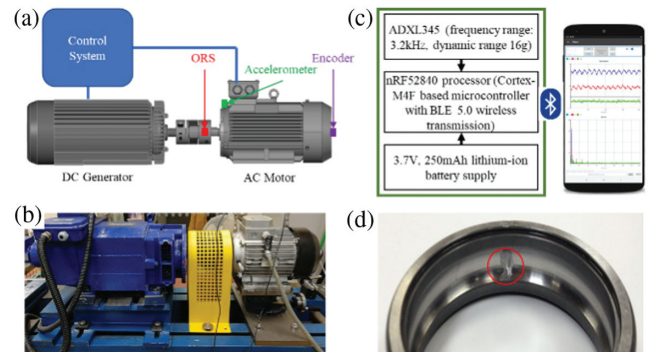 (a)
Control
System
ORS
Encoder
Accelerometer
DC Generator
AC Motor
(b)
(c)
ADXL345 (frequency range:
3.2kHz, dynamic range 16g)
nRF52840 processor (Cortex-
M4F based microcontroller
with BLE 5.0 wireless
transmission)
3.7V, 250mAh lithium-ion
battery supply
(d)